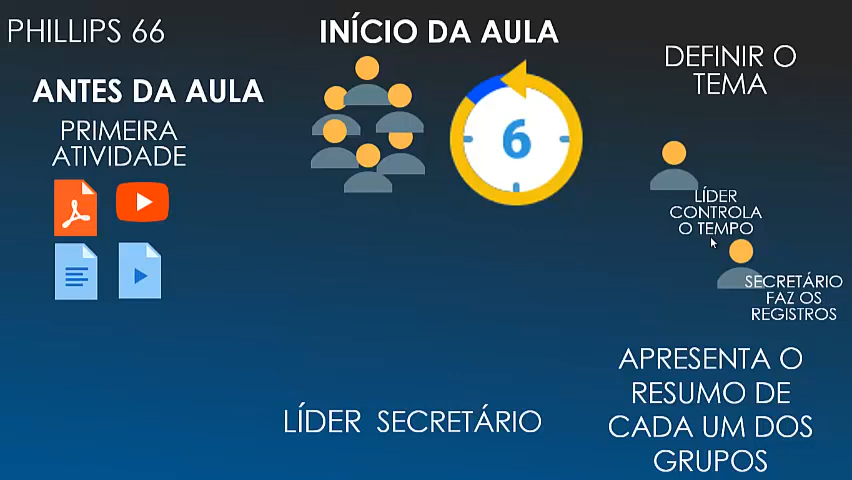 PHILLIPS 66
ANTES DA AULA
PRIMEIRA
ATIVIDADE
INÍCIO DA AULA
6
LÍDER SECRETÁRIO
DEFINIR O
TEMA
LÍDER
CONTROLA
O TEMPO
SECRETÁRIO
FAZ OS
REGISTROS
APRESENTA O
RESUMO DE
CADA UM DOS
GRUPOS